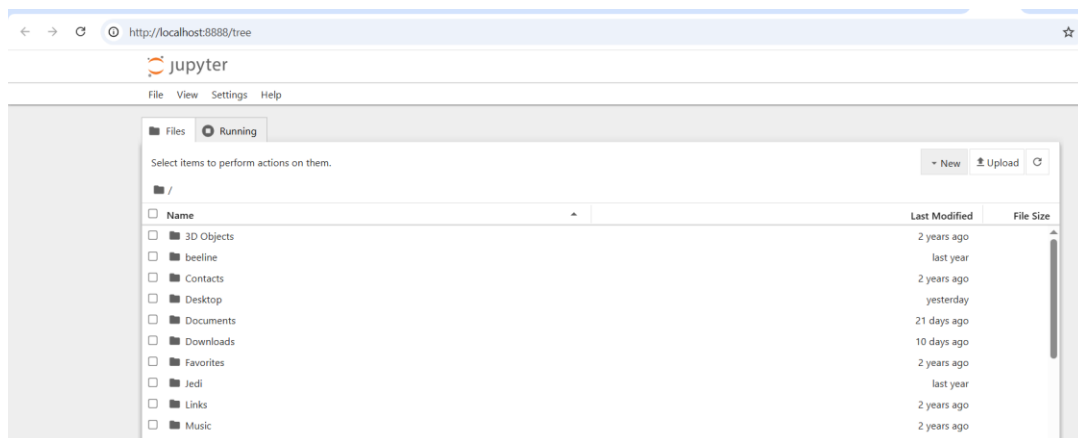 http://localhost:8888/tree
jupyter
File View Settings Help
Files Running
Select items to perform actions on them.
New Upload
/
Name Last Modified File Size
3D Objects 2 years ago
beeline last year
Contacts 2 years ago
Desktop yesterday
Documents 21 days ago
Downloads 10 days ago
Favorites 2 years ago
Jedi last year
Links 2 years ago
Music 2 years ago